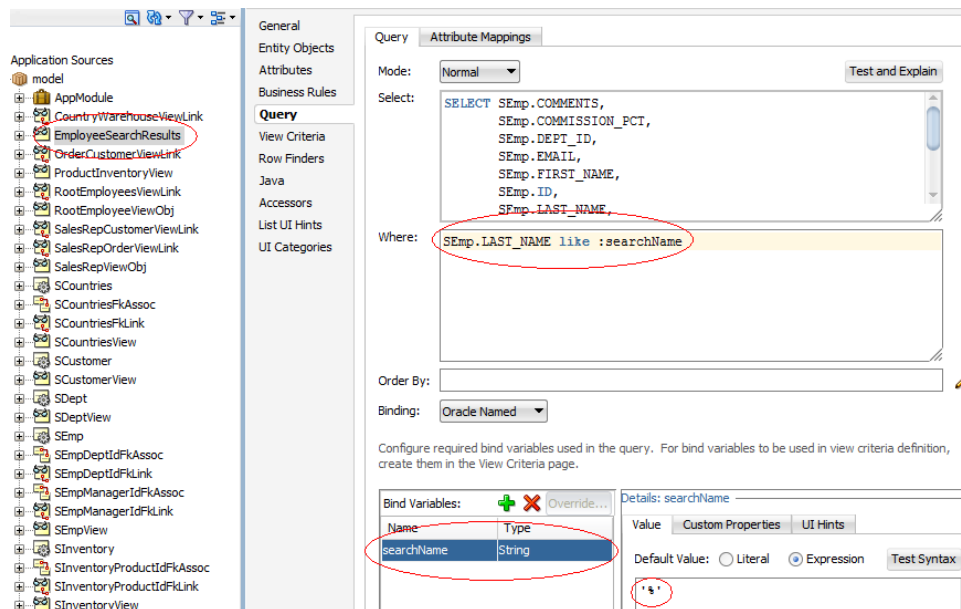 Application Sources
model
AppModule
CountryWarehouseViewLink
EmployeeSearchResults
OrderCustomerViewLink
ProductInventoryView
RootEmployeesViewLink
RootEmployeeViewObj
SalesRepCustomerViewLink
SalesRepOrderViewLink
SalesRepViewObj
SCountries
SCountriesFkAssoc
SCountriesFkLink
SCountriesView
SCustomer
SCustomerView
SDept
SDeptView
SEmp
SEmpDeptIdFkAssoc
SEmpDeptIdFkLink
SEmpManagerIdFkAssoc
SEmpManagerIdFkLink
SEmpView
SInventory
SInventoryProductIdFkAssoc
SInventoryProductIdFkLink
SInventoryView
General
Entity Objects
Attributes
Business Rules
Query
View Criteria
Row Finders
Java
Accessors
List UI Hints
UI Categories
Query Attribute Mappings
Mode: Normal Test and Explain
Select: SELECT SEmp.COMMENTS,
SEmp.COMMISSION_PCT,
SEmp.DEPT_ID,
SEmp.EMAIL,
SEmp.FIRST_NAME,
SEmp.ID,
SEmp.LAST_NAME,
Where: SEmp.LAST_NAME like :searchName
Order By:
Binding: Oracle Named
Configure required bind variables used in the query. For bind variables to be used in view criteria definition,
create them in the View Criteria page.
Bind Variables: Override...
Name Type
searchName String
Details: searchName
Value Custom Properties UI Hints
Default Value: Literal Expression Test Syntax
'%'